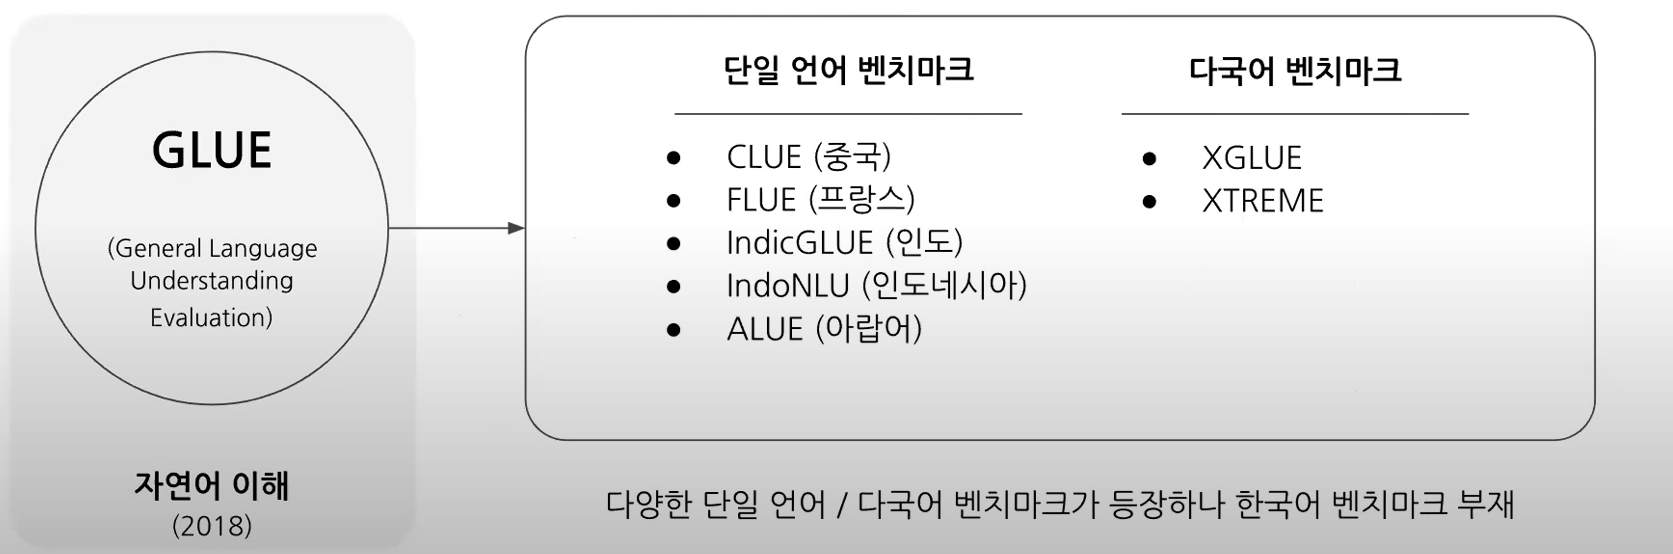 GLUE
(General Language
Understanding
Evaluation)
자연어 이해
(2018)
단일 언어 벤치마크
● CLUE (중국)
● FLUE (프랑스)
● IndicGLUE (인도)
● IndoNLU (인도네시아)
● ALUE (아랍어)
다국어 벤치마크
● XGLUE
● XTREME
다양한 단일 언어 / 다국어 벤치마크가 등장하나 한국어 벤치마크 부재